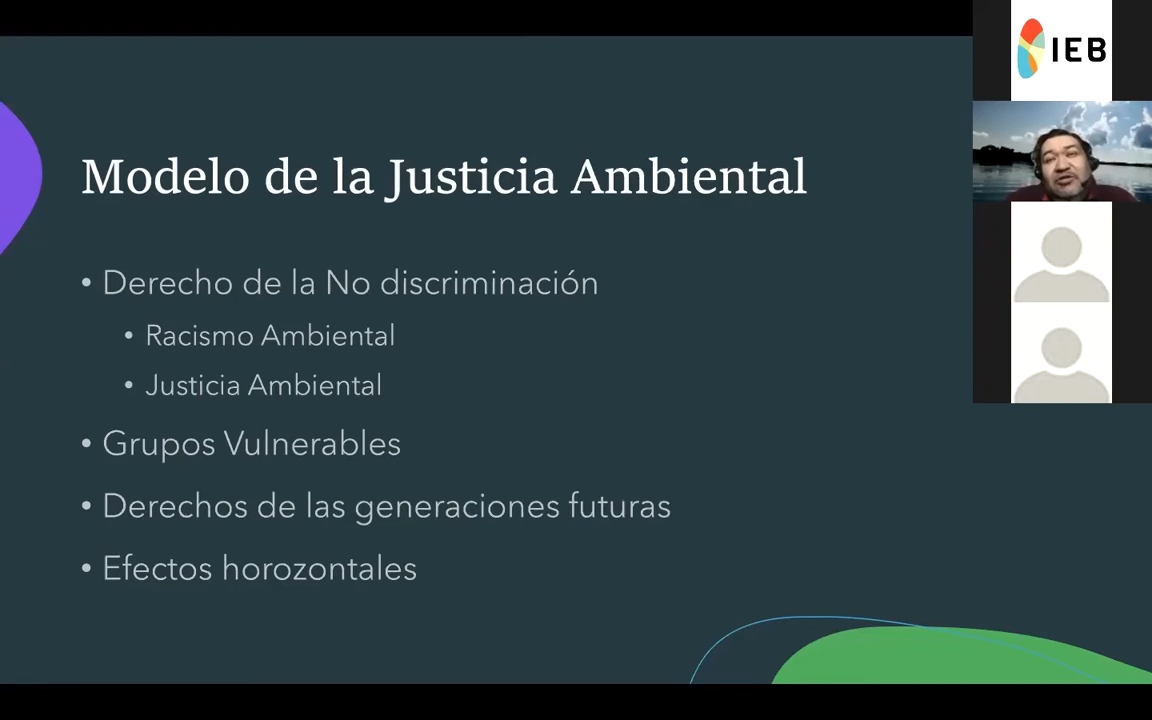 IEB
Modelo de la Justicia Ambiental
• Derecho de la No discriminación
• Racismo Ambiental
• Justicia Ambiental
• Grupos Vulnerables
• Derechos de las generaciones futuras
• Efectos horozontales